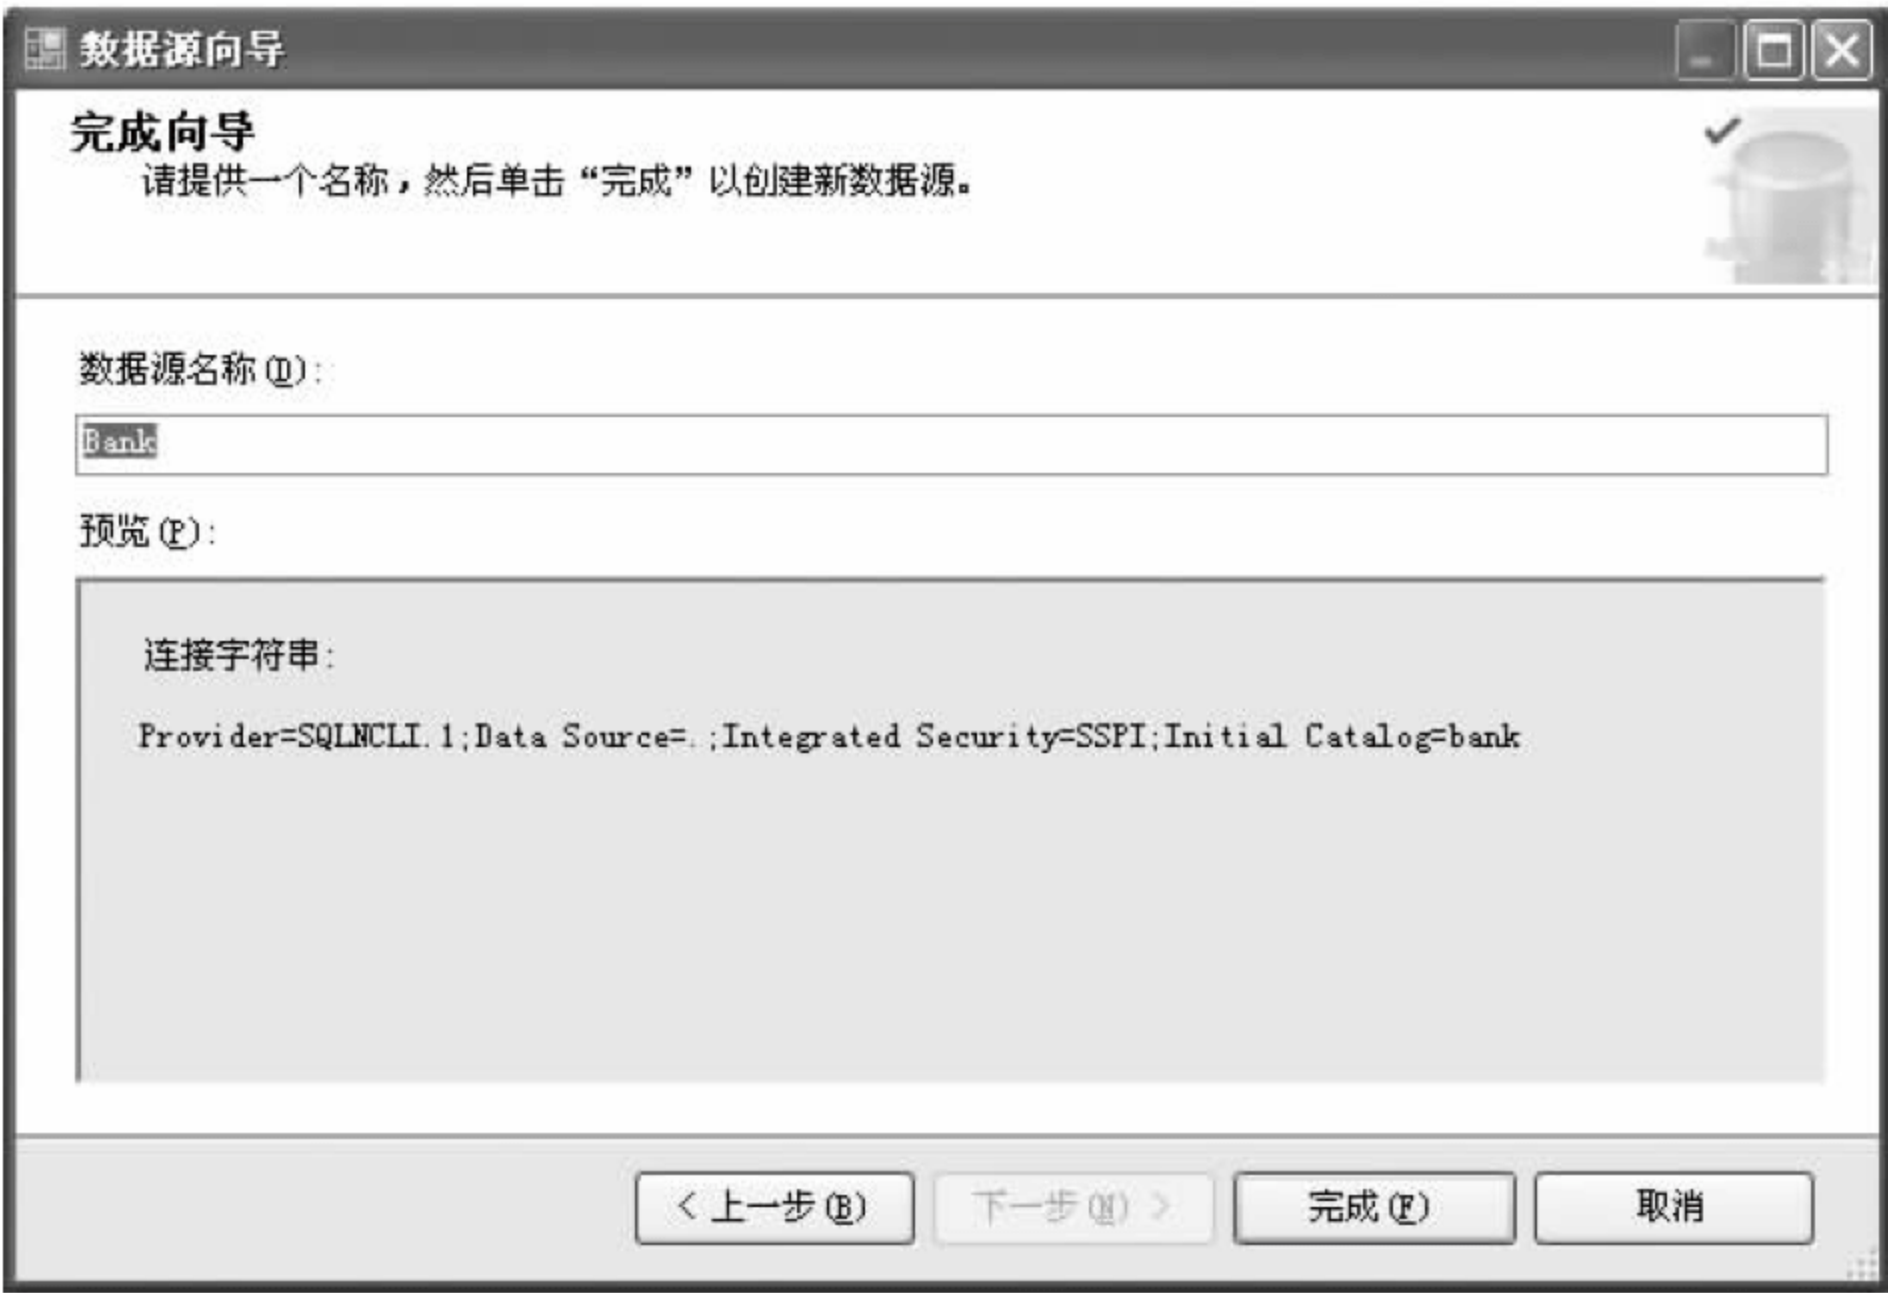 数据源向导
完成向导
请提供一个名称，然后单击“完成”以创建新数据源。
数据源名称(D)：
Bank
预览(P)：
连接字符串：
Provider=SQLNCLI.1;Data Source=.;Integrated Security=SSPI;Initial Catalog=bank
< 上一步(B)
下一步(N) >
完成(F)
取消